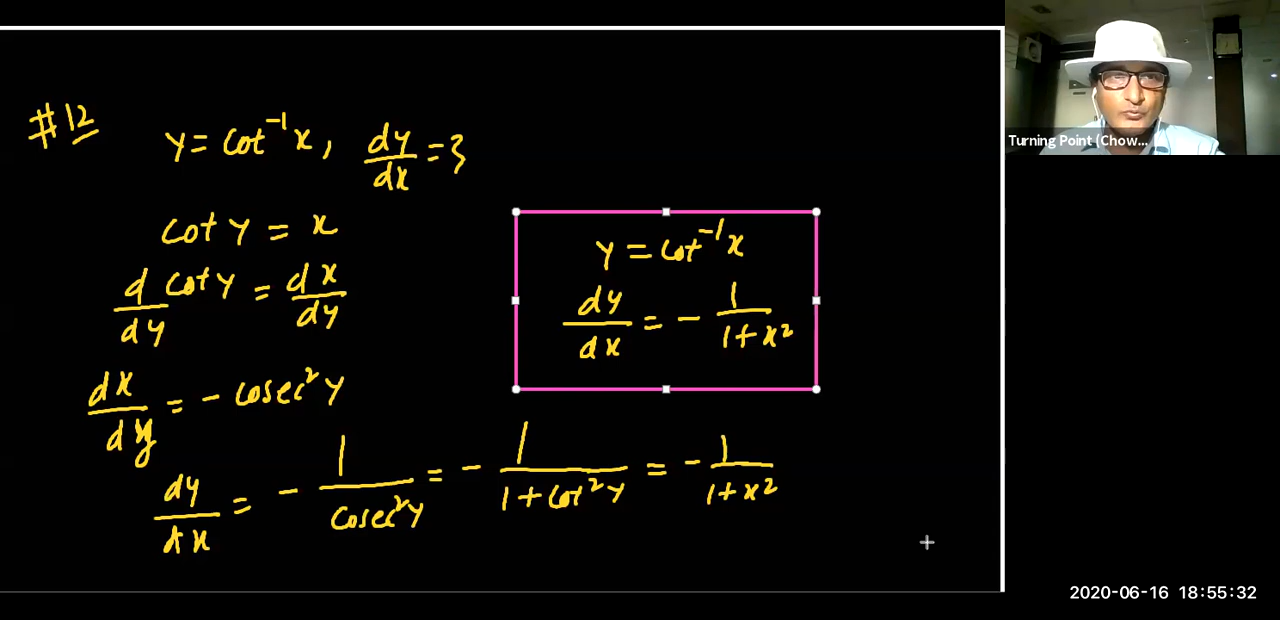 #12 y = cot⁻¹x, dy/dx = ?
cot y = x
d/dy cot y = dx/dy
dx/dy = - cosec²y
dy/dx = - 1/cosec²y = - 1/1+cot²y = - 1/1+x²
y = cot⁻¹x
dy/dx = - 1/1+x²
Turning Point (Chow...
2020-06-16 18:55:32